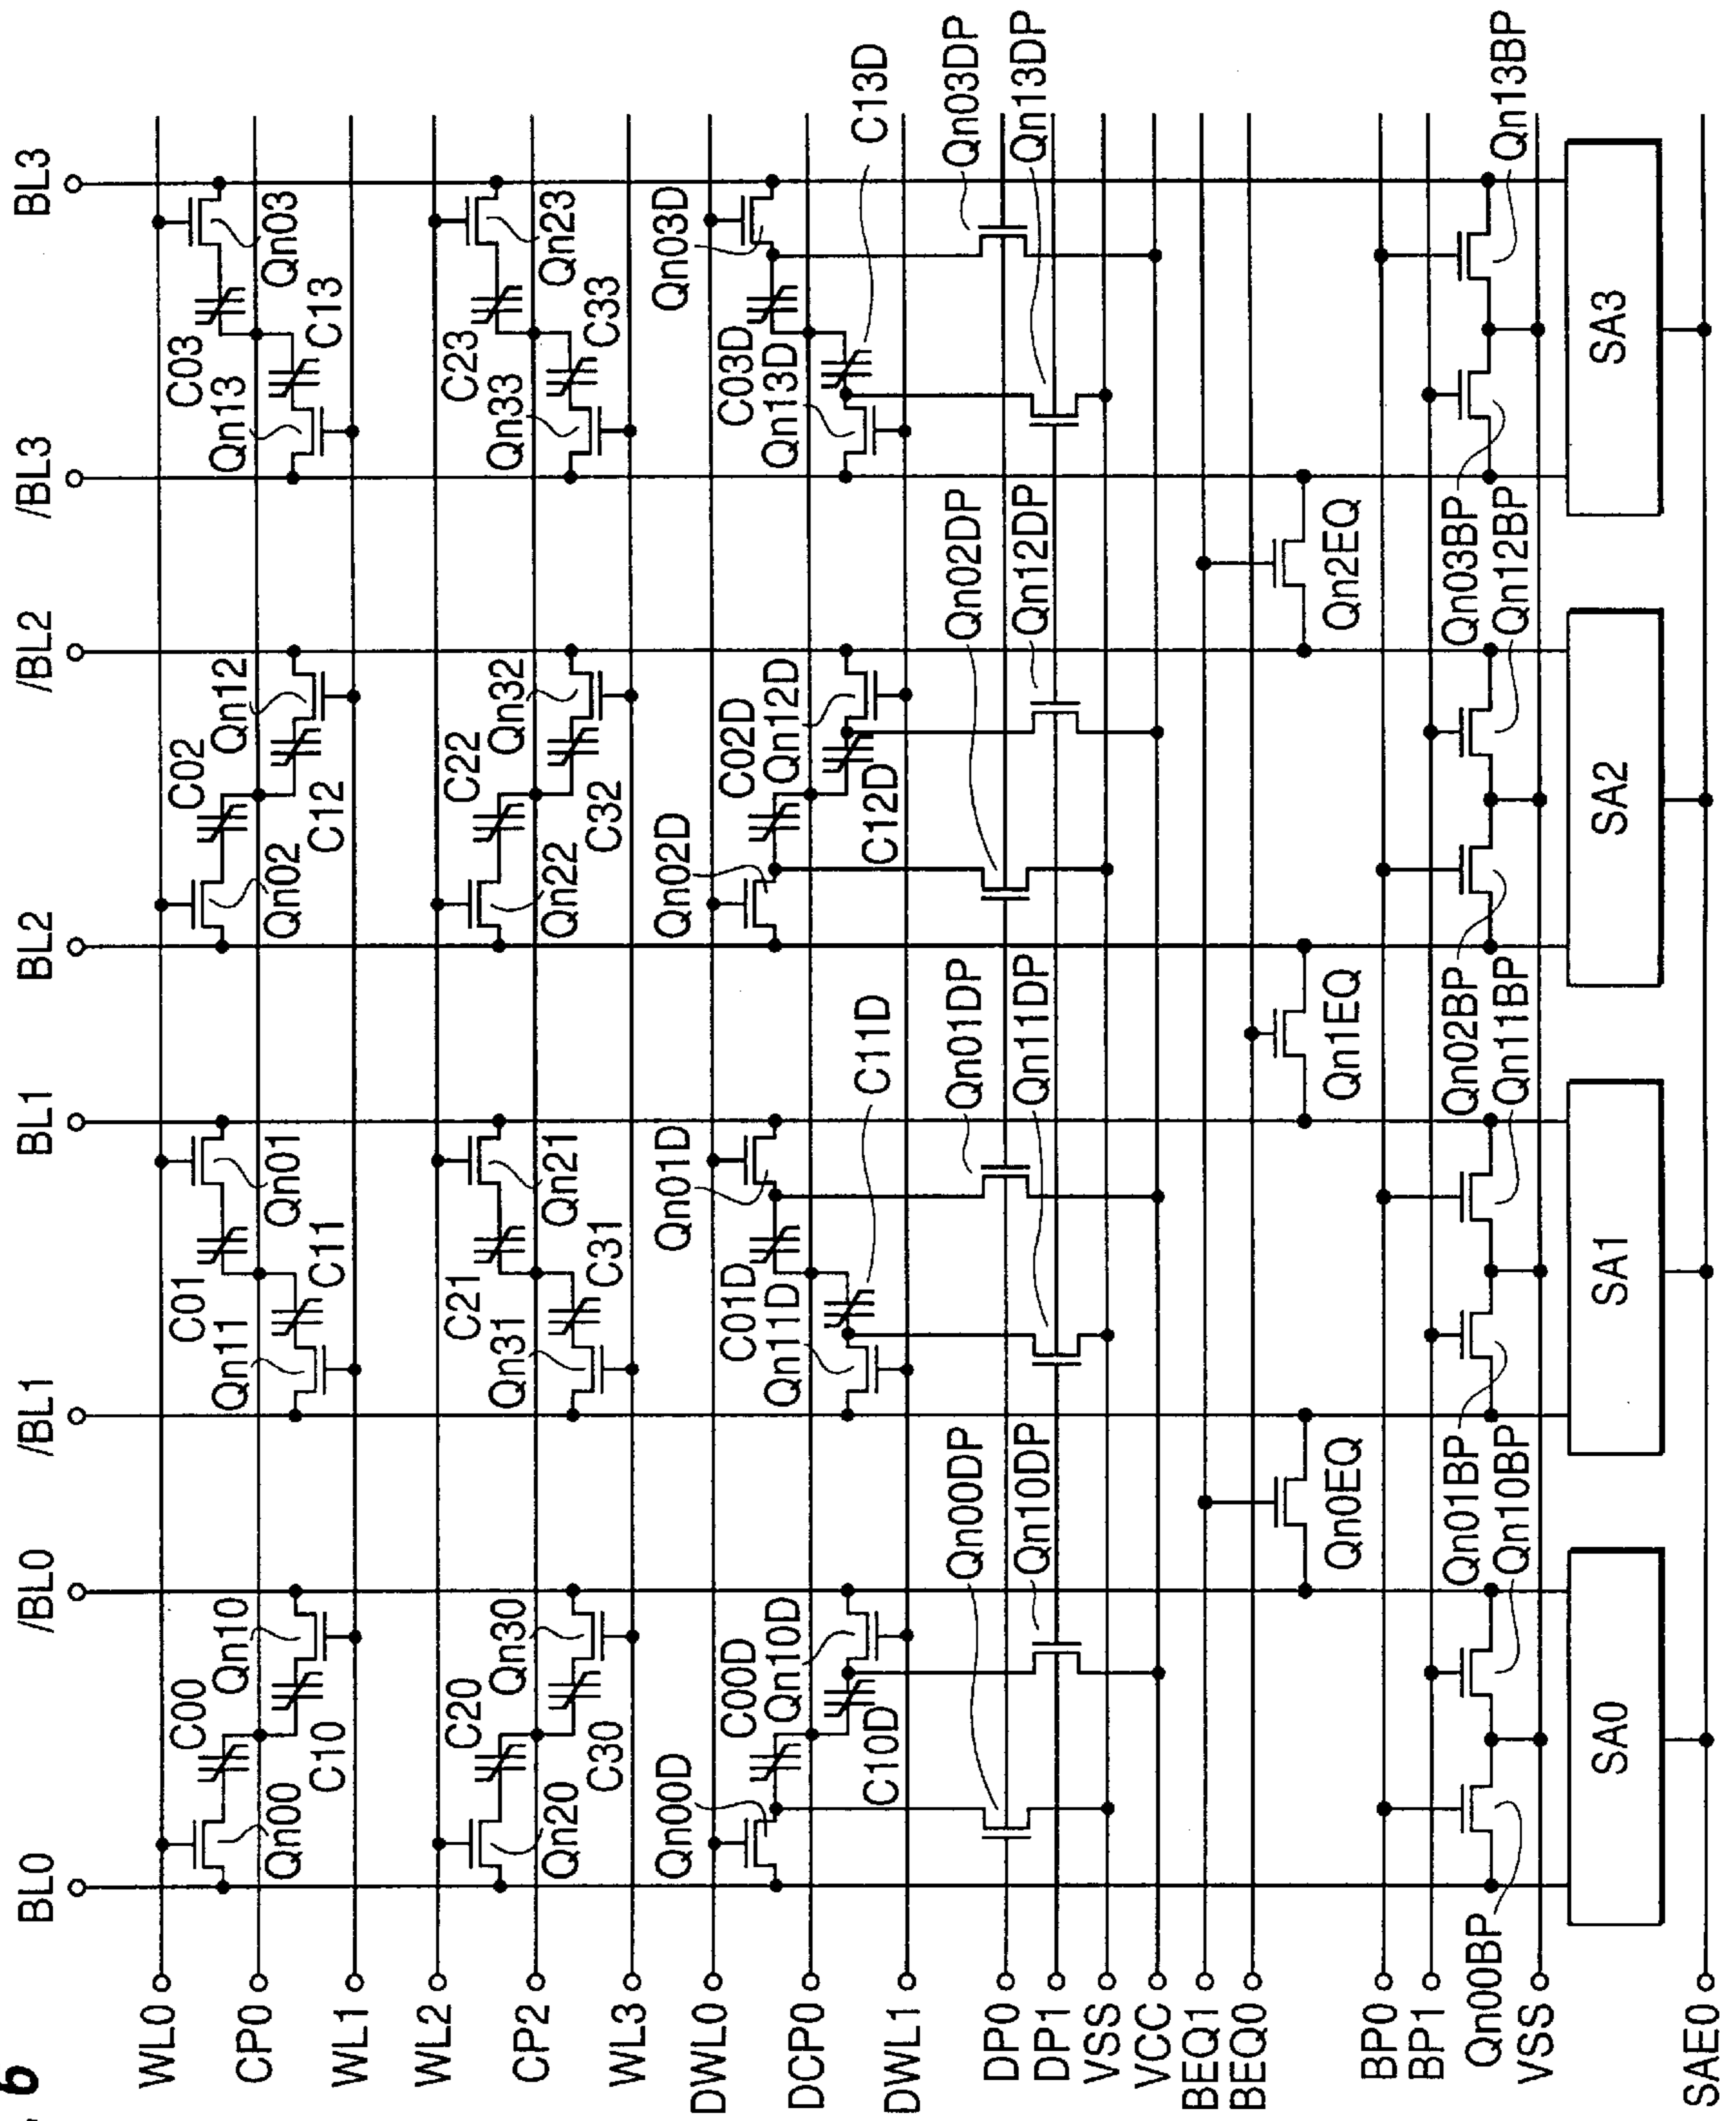 . 6
BL0 /BL0 /BL1 BL1 BL2 /BL2 /BL3 BL3
WL0
C00 Qn10 C01 C02 Qn12 C03
Qn00 C10 Qn11 C11 Qn01 Qn02 C12 Qn13 C13 Qn03
CP0
WL1
WL2
C20 Qn30 C21 C22 Qn32 C23
Qn20 C30 Qn31 C31 Qn21 Qn22 C32 Qn33 C33 Qn23
CP2
WL3
DWL0
Qn00D C00D Qn10D C01D Qn11D Qn01D Qn02D C02D Qn12D C03D Qn13D Qn03D
DCP0
C10D C11D C12D C13D
DWL1
Qn00DP Qn01DP Qn02DP Qn03DP
DP0
Qn10DP Qn11DP Qn12DP Qn13DP
DP1
VSS
VCC
BEQ1
BEQ0
Qn0EQ Qn1EQ Qn2EQ
BP0
BP1
Qn00BP Qn01BP Qn02BP Qn03BP
Qn10BP Qn11BP Qn12BP Qn13BP
VSS
SA0 SA1 SA2 SA3
SAE0